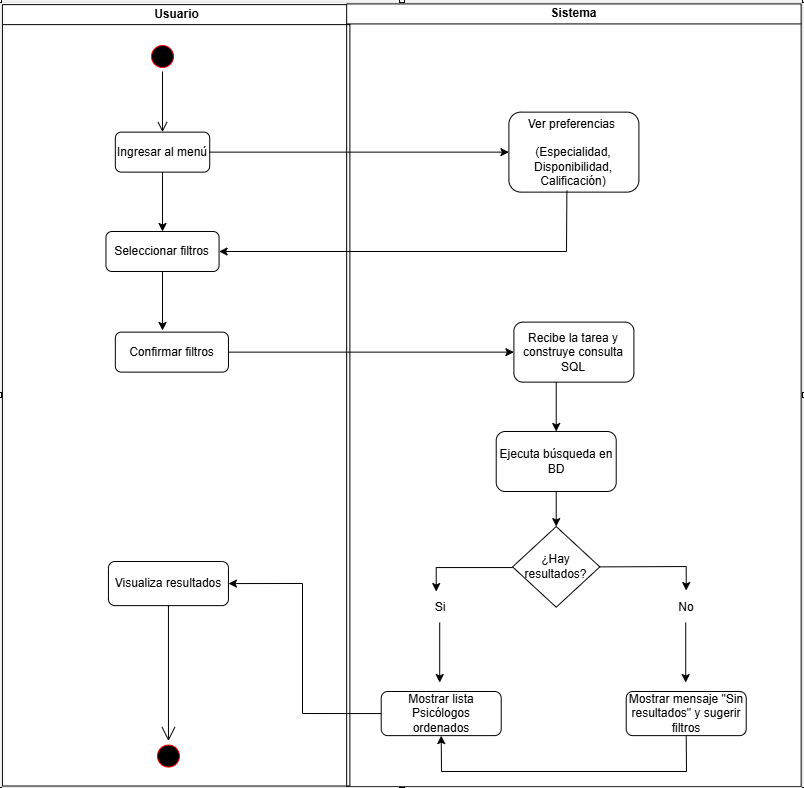 Usuario
Sistema
Ingresar al menú
Ver preferencias
(Especialidad,
Disponibilidad,
Calificación)
Seleccionar filtros
Confirmar filtros
Recibe la tarea y
construye consulta
SQL
Ejecuta búsqueda en
BD
¿Hay
resultados?
Visualiza resultados
Si
No
Mostrar lista
Psicólogos
ordenados
Mostrar mensaje "Sin
resultados" y sugerir
filtros